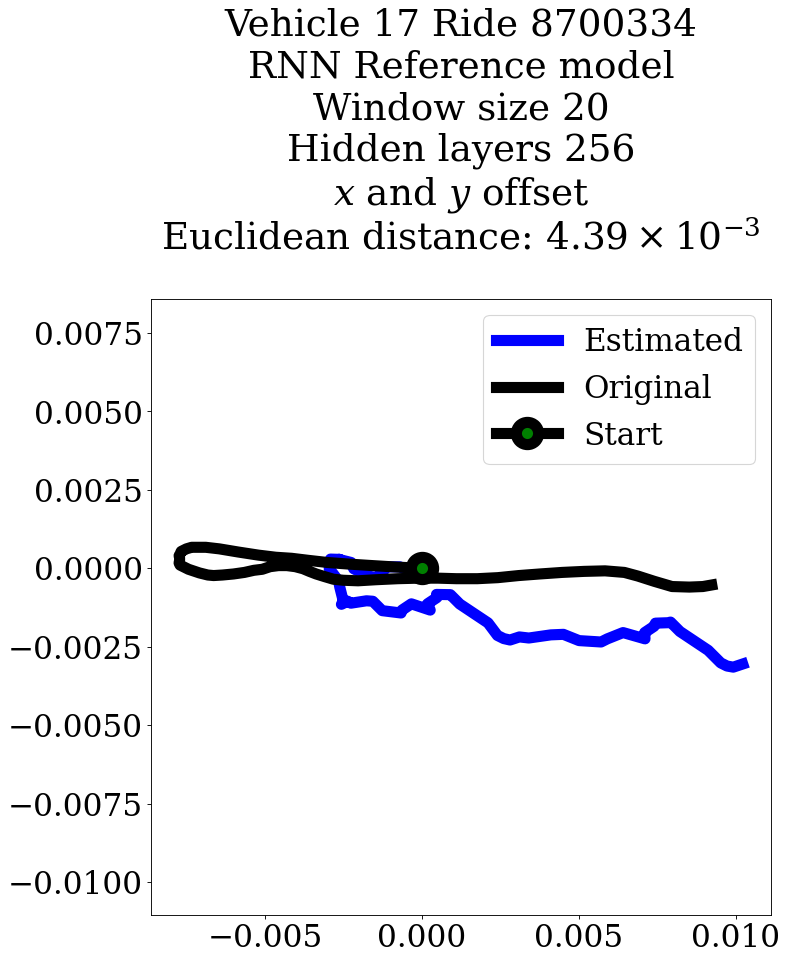 Vehicle 17 Ride 8700334
RNN Reference model
Window size 20
Hidden layers 256
x and y offset
Euclidean distance: 4.39 × 10⁻³
Estimated
Original
Start
0.0075
0.0050
0.0025
0.0000
−0.0025
−0.0050
−0.0075
−0.0100
−0.005 0.000 0.005 0.010